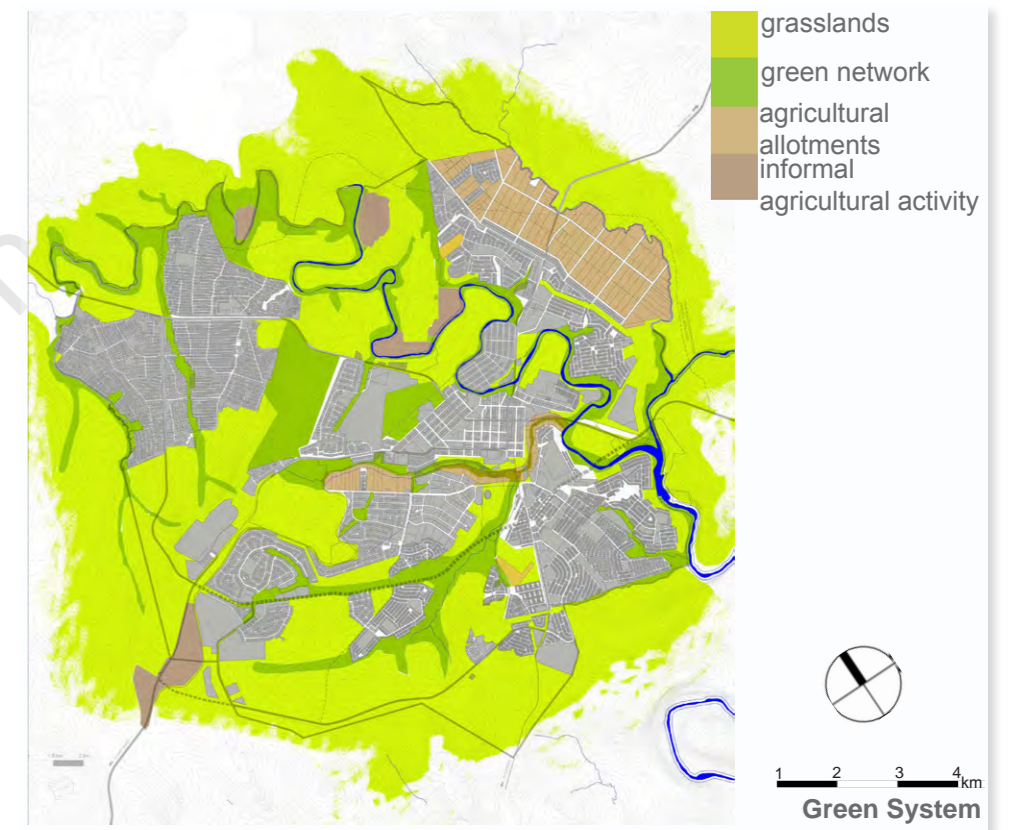 grasslands
green network
agricultural
allotments
informal
agricultural activity
1 2 3 4 km
Green System